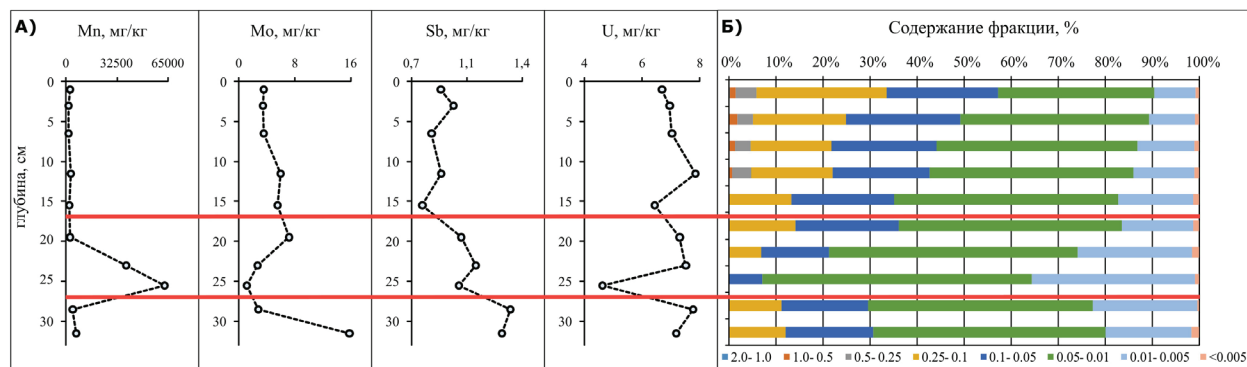 А)
Mn, мг/кг
Mo, мг/кг
Sb, мг/кг
U, мг/кг
Б)
Содержание фракции, %
0 32500 65000
0 8 16
0,7 1,1 1,4
4 6 8
0% 10% 20% 30% 40% 50% 60% 70% 80% 90% 100%
глубина, см
0
5
10
15
20
25
30
2.0- 1.0 1.0- 0.5 0.5- 0.25 0.25- 0.1 0.1- 0.05 0.05- 0.01 0.01- 0.005 <0.005